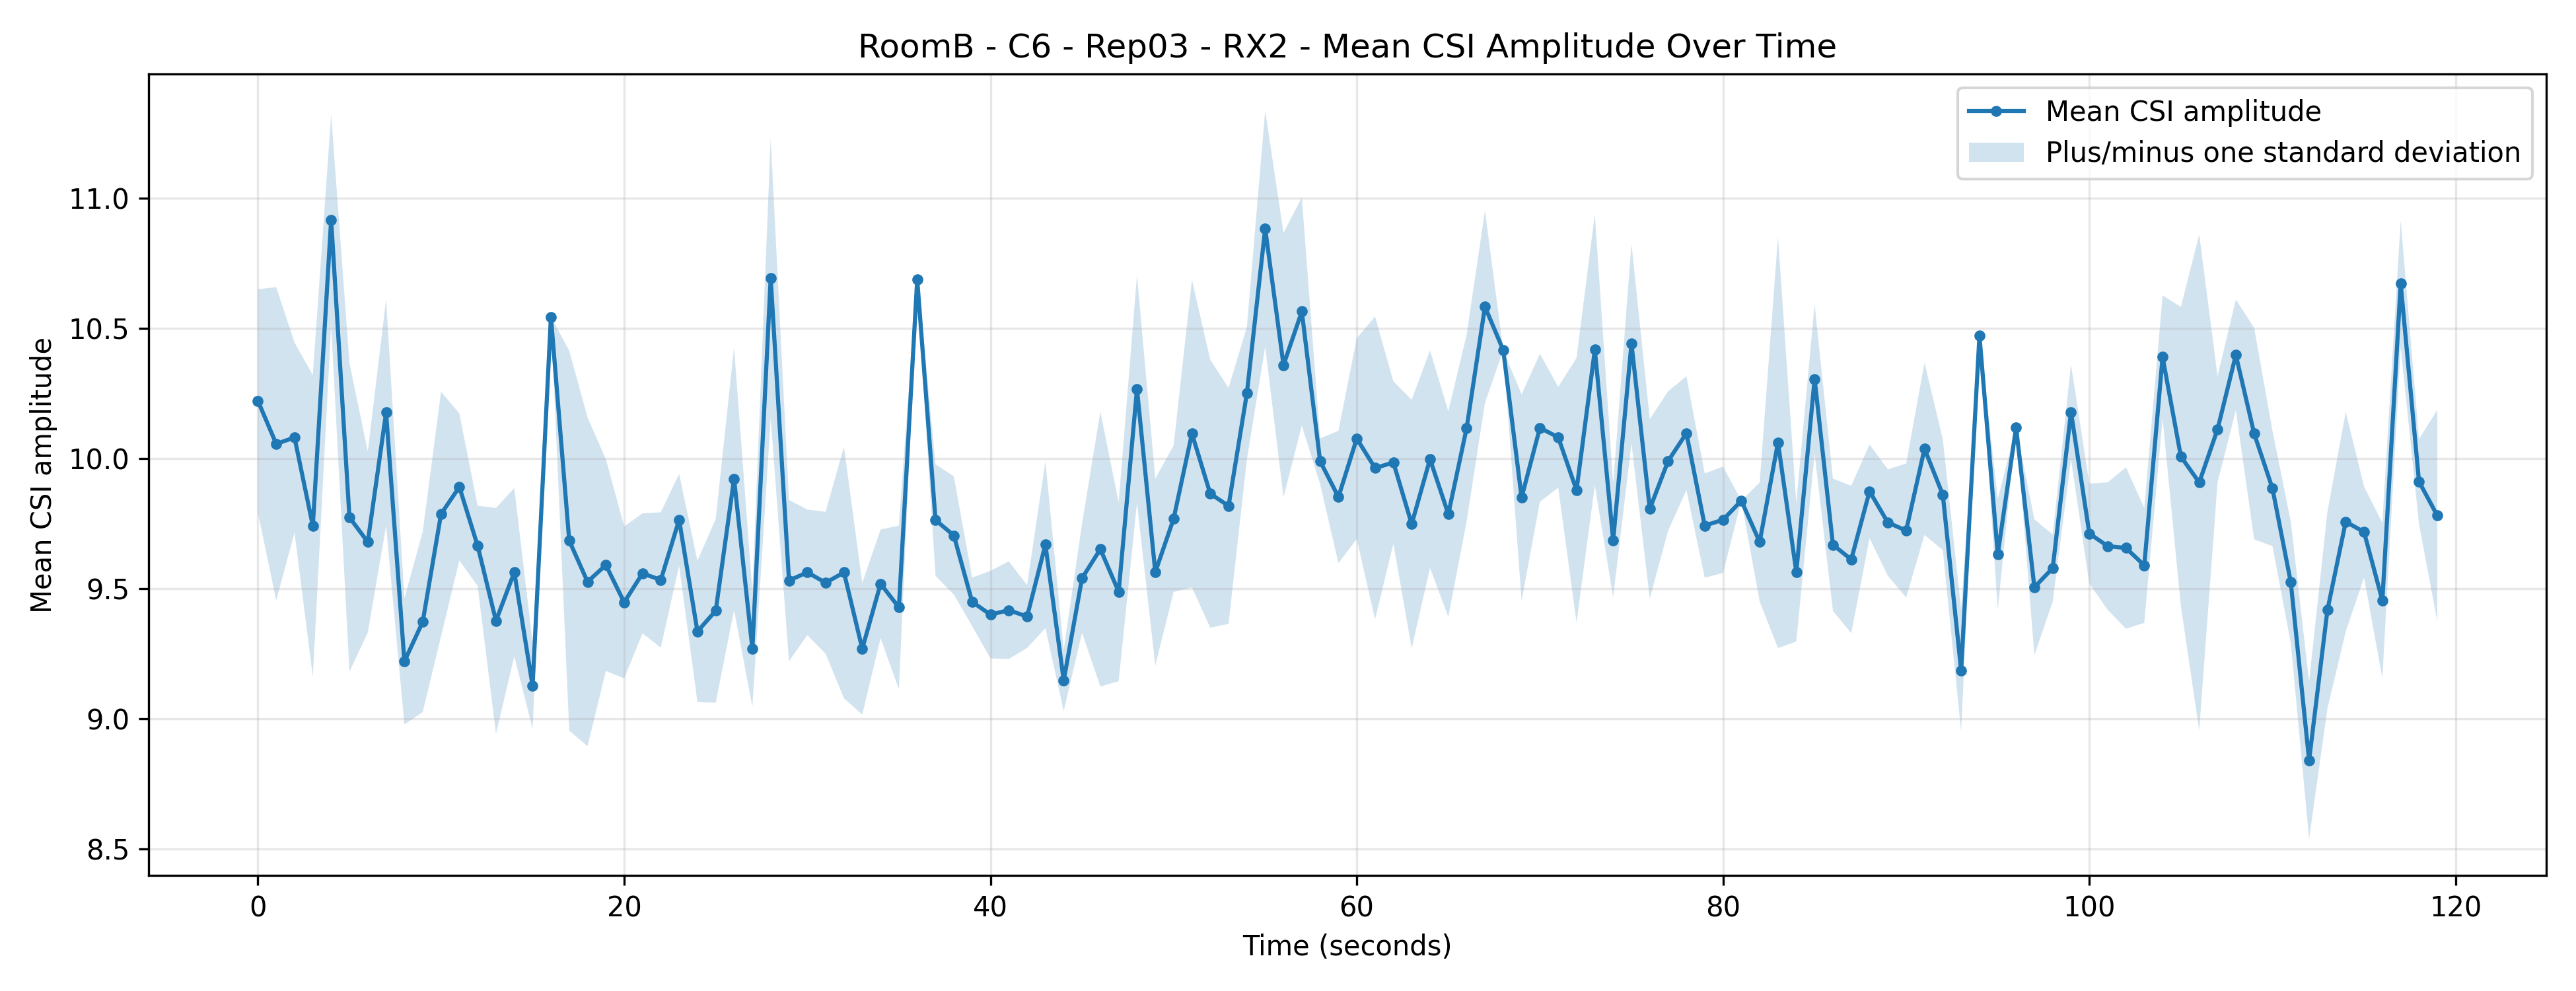 RoomB - C6 - Rep03 - RX2 - Mean CSI Amplitude Over Time
Mean CSI amplitude
Plus/minus one standard deviation
Mean CSI amplitude
11.0
10.5
10.0
9.5
9.0
8.5
0 20 40 60 80 100 120
Time (seconds)